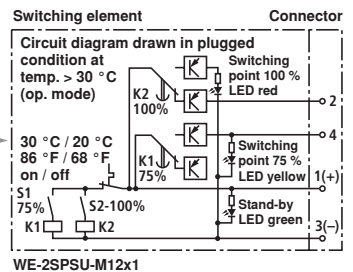 Switching element
Connector
Circuit diagram drawn in plugged
condition at
temp. > 30 °C
(op. mode)
Switching
point 100 %
LED red
K2
100%
2
4
30 °C / 20 °C
86 °F / 68 °F
on / off
K1
75%
Switching
point 75 %
LED yellow
1(+)
S1
75%
S2-100%
Stand-by
LED green
K1
K2
3(–)
WE-2SPSU-M12x1